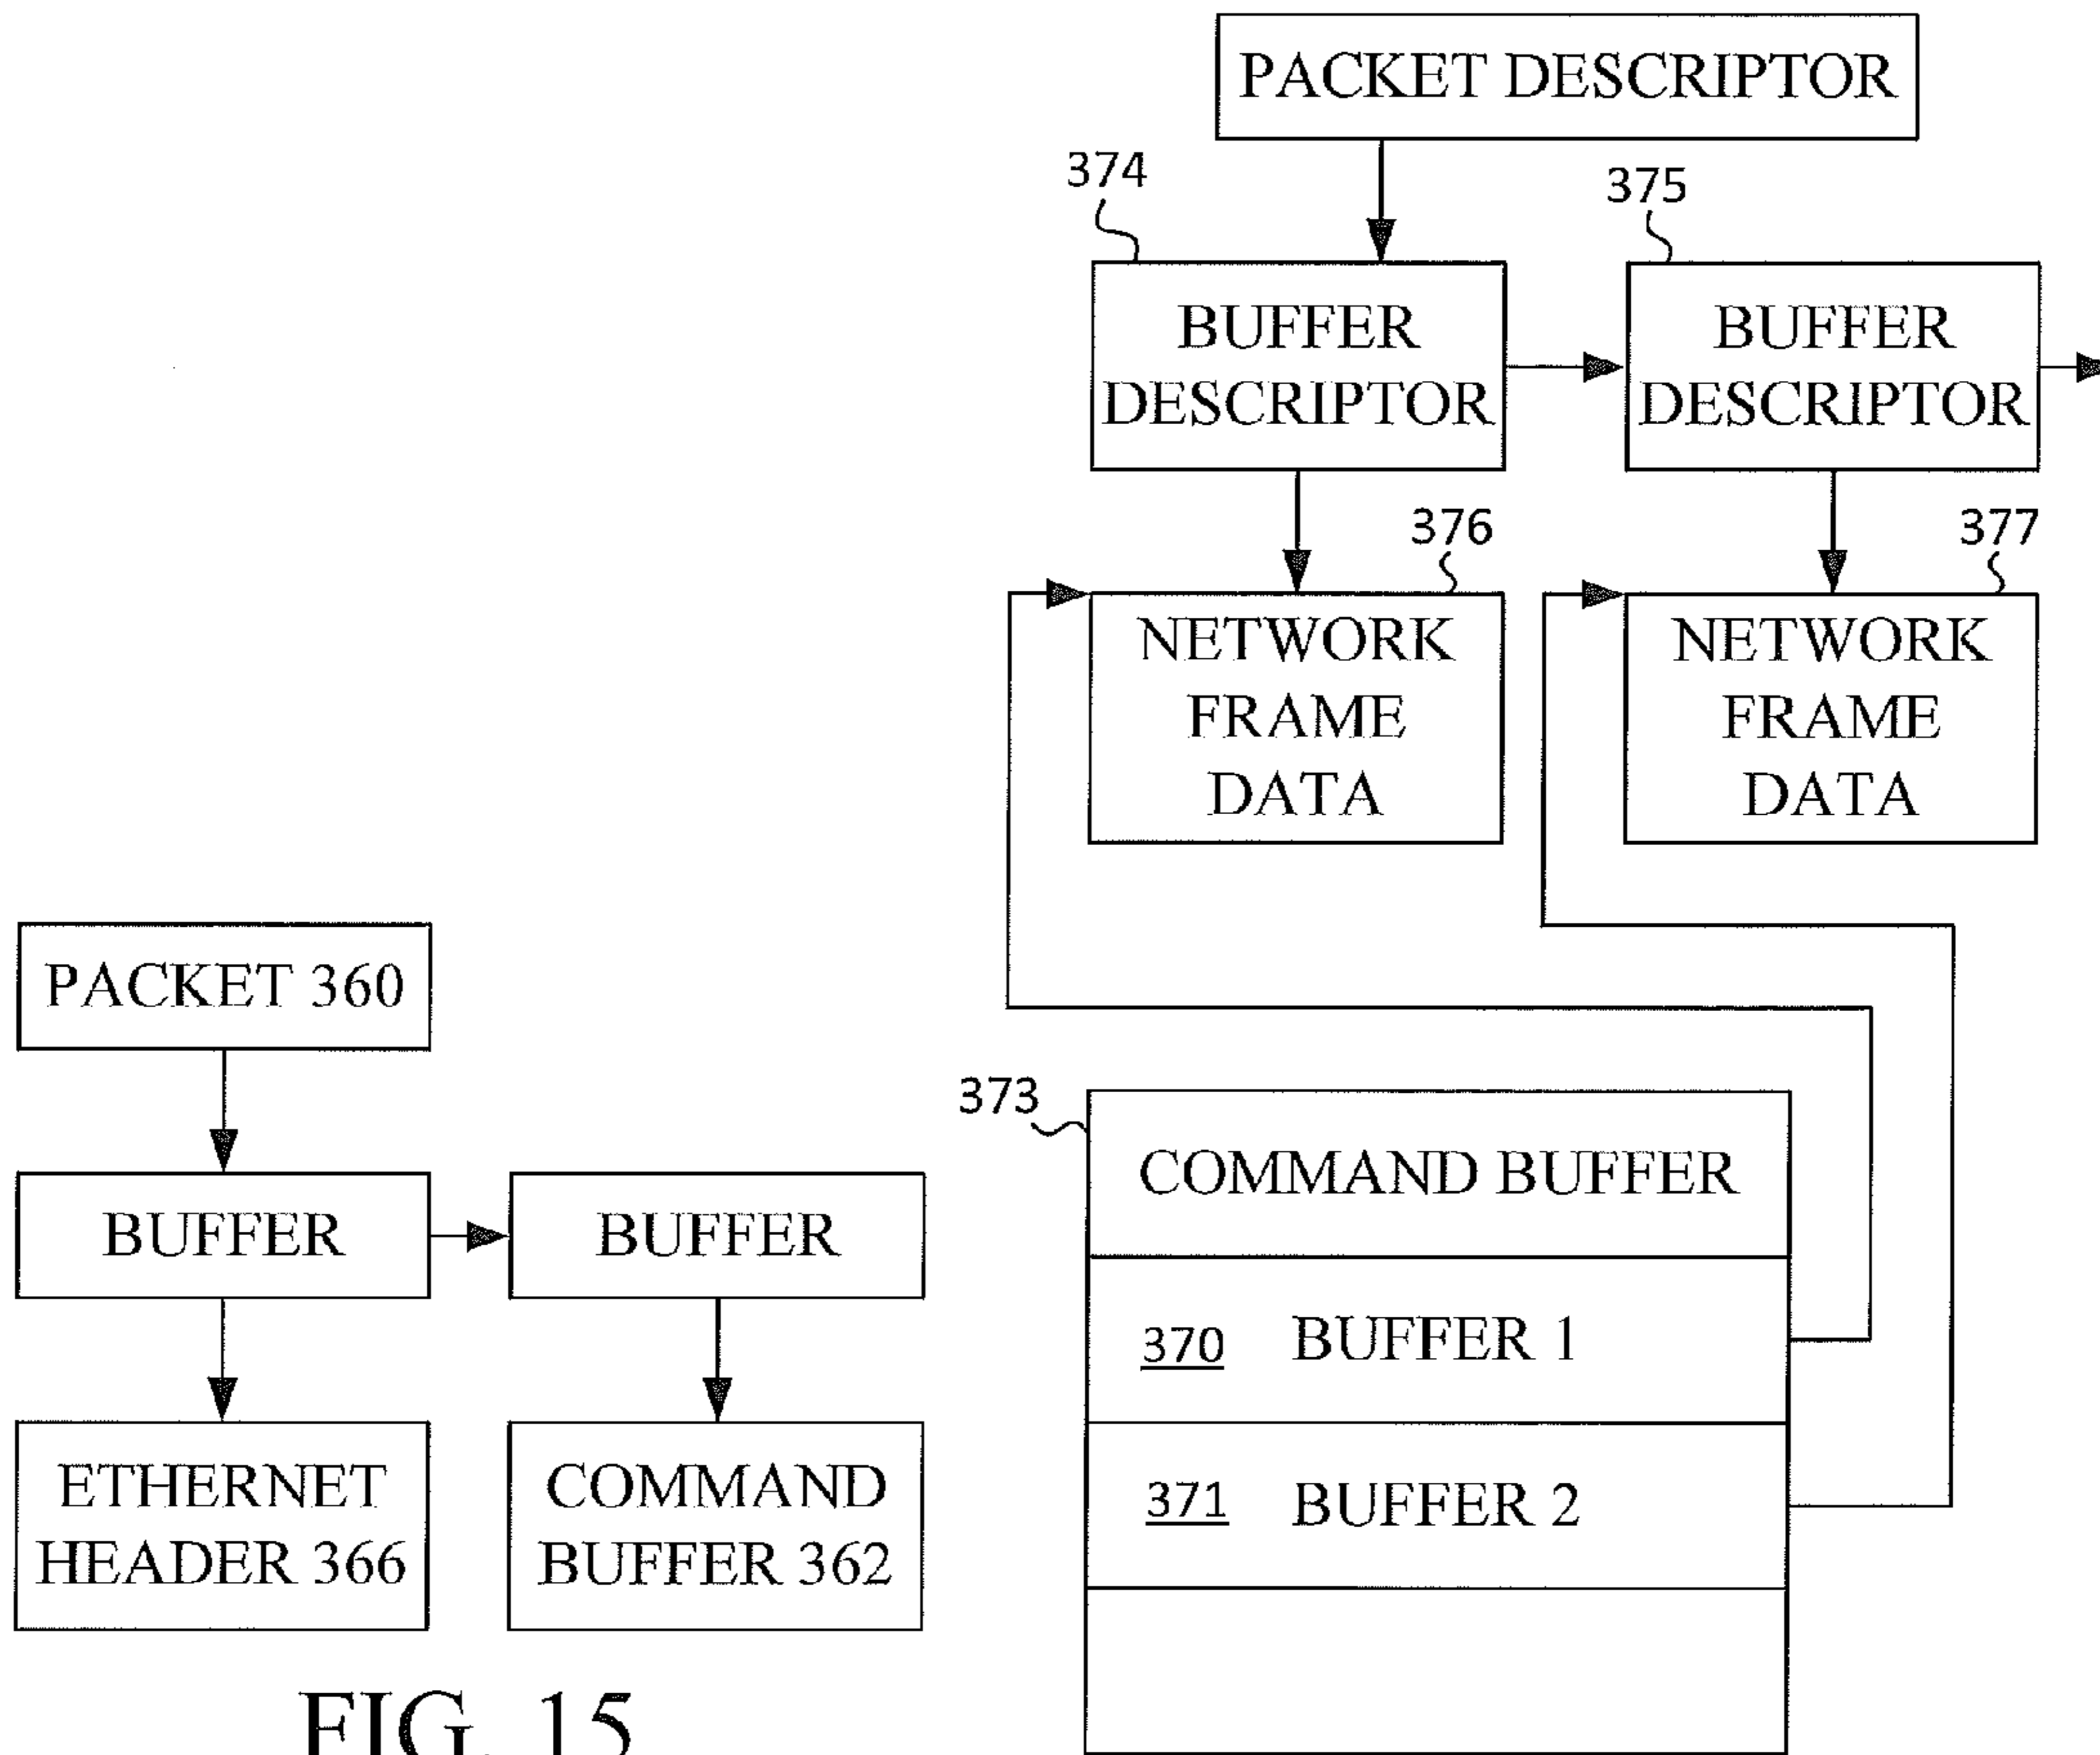 PACKET DESCRIPTOR
374
375
BUFFER
DESCRIPTOR
BUFFER
DESCRIPTOR
376
377
NETWORK
FRAME
DATA
NETWORK
FRAME
DATA
PACKET 360
BUFFER
BUFFER
ETHERNET
HEADER 366
COMMAND
BUFFER 362
FIG. 15
373
COMMAND BUFFER
370 BUFFER 1
371 BUFFER 2